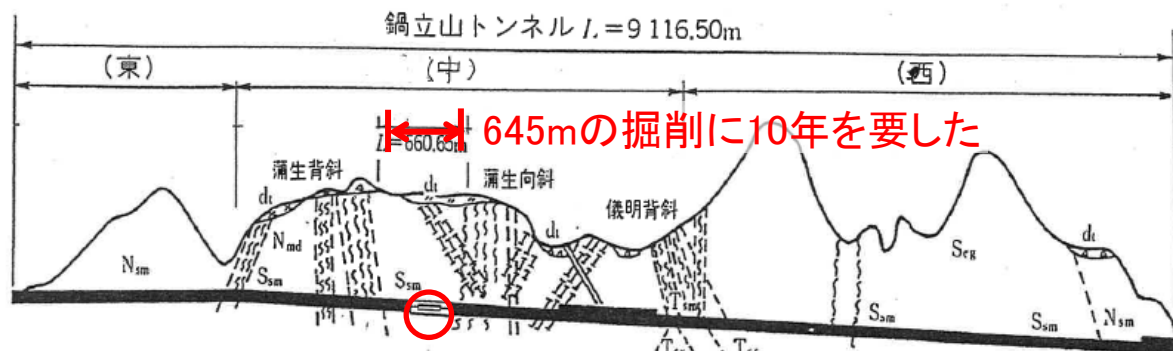 鍋立山トンネル L=9 116.50m
(東)
(中)
(西)
645mの掘削に10年を要した
L=660.65m
蒲生背斜
蒲生向斜
儀明背斜
dt
dt
dt
dt
Nsm
Nmd
Ssm
Ssm
Tsm
Seg
Ssm
Ssm
Nsm